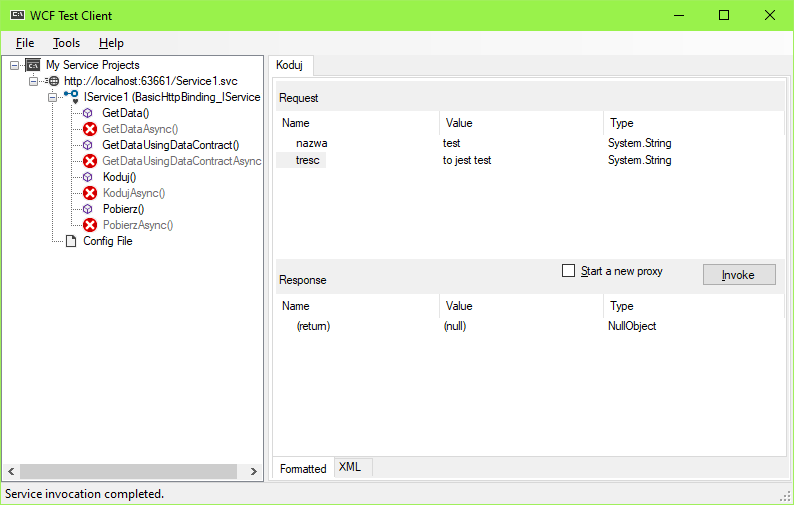 WCF Test Client
File Tools Help
My Service Projects
http://localhost:63661/Service1.svc
IService1 (BasicHttpBinding_IService
GetData()
GetDataAsync()
GetDataUsingDataContract()
GetDataUsingDataContractAsync
Koduj()
KodujAsync()
Pobierz()
PobierzAsync()
Config File
Koduj
Request
Name Value Type
nazwa test System.String
tresc to jest test System.String
Start a new proxy Invoke
Response
Name Value Type
(return) (null) NullObject
Formatted XML
Service invocation completed.